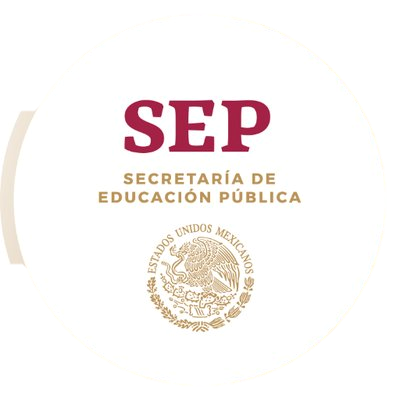 SEP
SECRETARÍA DE
EDUCACIÓN PÚBLICA
ESTADOS UNIDOS MEXICANOS